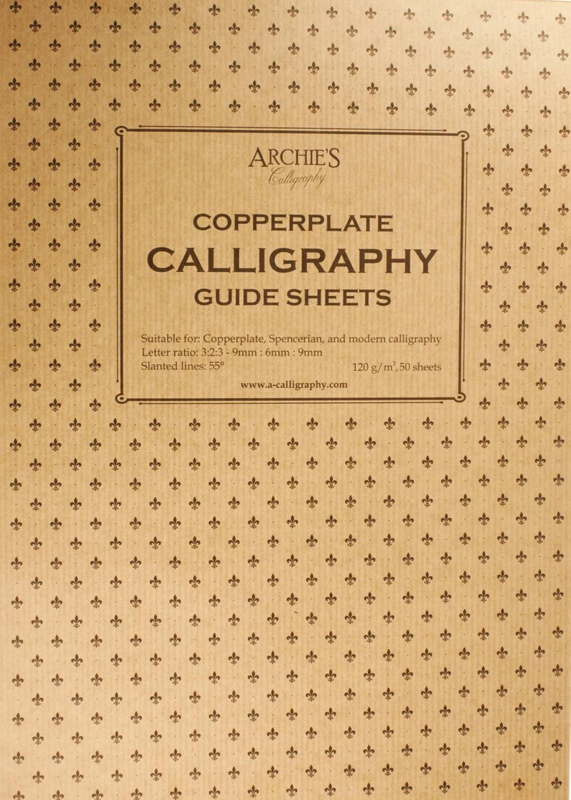 ARCHIE'S
Calligraphy
COPPERPLATE
CALLIGRAPHY
GUIDE SHEETS
Suitable for: Copperplate, Spencerian, and modern calligraphy
Letter ratio: 3:2:3 - 9mm : 6mm : 9mm
Slanted lines: 55° 120 g/m², 50 sheets
www.a-calligraphy.com